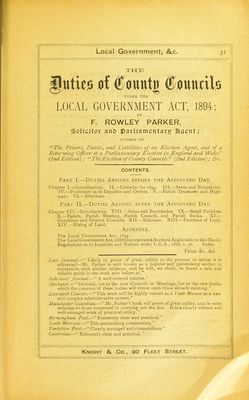 Local Government, &c. 31
THE
Duties of County Councils
UNDER THE
LOCAL GOVERNMENT ACT, 1894:
BY
F. ROWLEY PARKER,
Solicitor and Parliamentary Agent;
AUTHOR OF
"The Powers, Duties, and Liabilities of an Election Agent, and of a
Returning Officer at a Parliamentary Election in England and Wales"
(2nd Edition); "The Election of County Councils" (2nd Edition); &c.
CONTENTS.
PART I.—DUTIES ARISING BEFORE THE APPOINTED DAY.
Chapter I.—Introductory. II.—Calendar for 1894. III.—Areas and Boundaries.
IV.—Procedure as to Inquiries and Orders. V.—Parish Treasurer and Highways.
VI.—Elections.
PART II.—DUTIES ARISING AFTER THE APPOINTED DAY.
Chapter VII.—Introductory. VIII.—Areas and Boundaries. IX.—Small Parishes.
X.—Parish, Parish Meeting, Parish Council, and Parish Books. XI.—
Guardians and District Councils. XII.—Elections. XIII.—Purchase of Land.
XIV.—Hiring of Land.
APPENDIX.
The Local Government Act, 1894.
The Local Government Act, 1888 (incorporated Sections Applicable to this Book).
Regulations as to Inquiries and Notices under L.G.A., 1888, s. 57. Index.
Price 8s. 6d.
Law Journal—"Likely to prove of great utility to the persons to whom it is
addressed—Mr. Parker is well known as a popular and painstaking author in
connection with similar subjects, and he will, we think, be found a safe and
reliable guide in the work now before us."
Solicitors' Journal.—"A well-ordered treatise."
Spectator.—"Devoted, not to the new Councils or Meetings, but to the new duties
which the creation of these bodies will throw upon those already existing."
Liverpool Courier.—"This work will be highly valued as a Vade Mecum to a new
and complex administrative system."
Manchester Guardian.—"Mr. Parker's book will prove of great utility, and be most
welcome to those concerned in carrying out the Act. It is a clearly written and
well-arranged work of practical utility."
Birmingham Post.—"Eminently clear and practical."
Leeds Mercury.—"This painstaking commentary."
Yorkshire Post.—"Clearly arranged and compendious."
Cambrian.—"Eminently clear and practical."
KNIGHT & CO., 90 FLEET STREET.